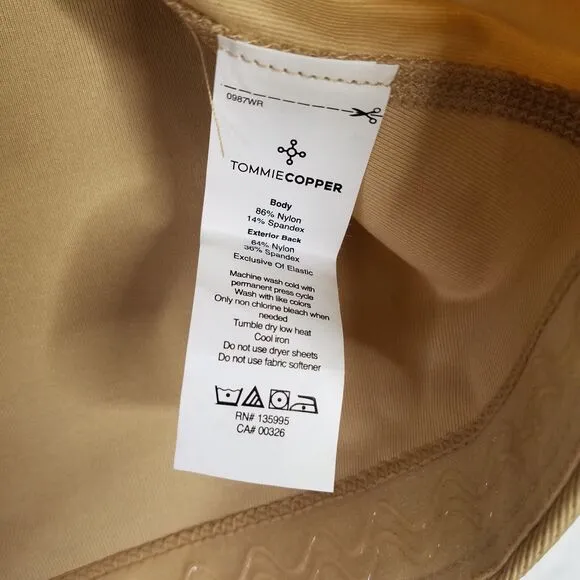 0987WR
TOMMIECOPPER
Body
86% Nylon
14% Spandex
Exterior Back
64% Nylon
36% Spandex
Exclusive Of Elastic
Machine wash cold with
permanent press cycle
Wash with like colors
Only non chlorine bleach when
needed
Tumble dry low heat
Cool iron
Do not use dryer sheets
Do not use fabric softener
RN# 135995
CA# 00326